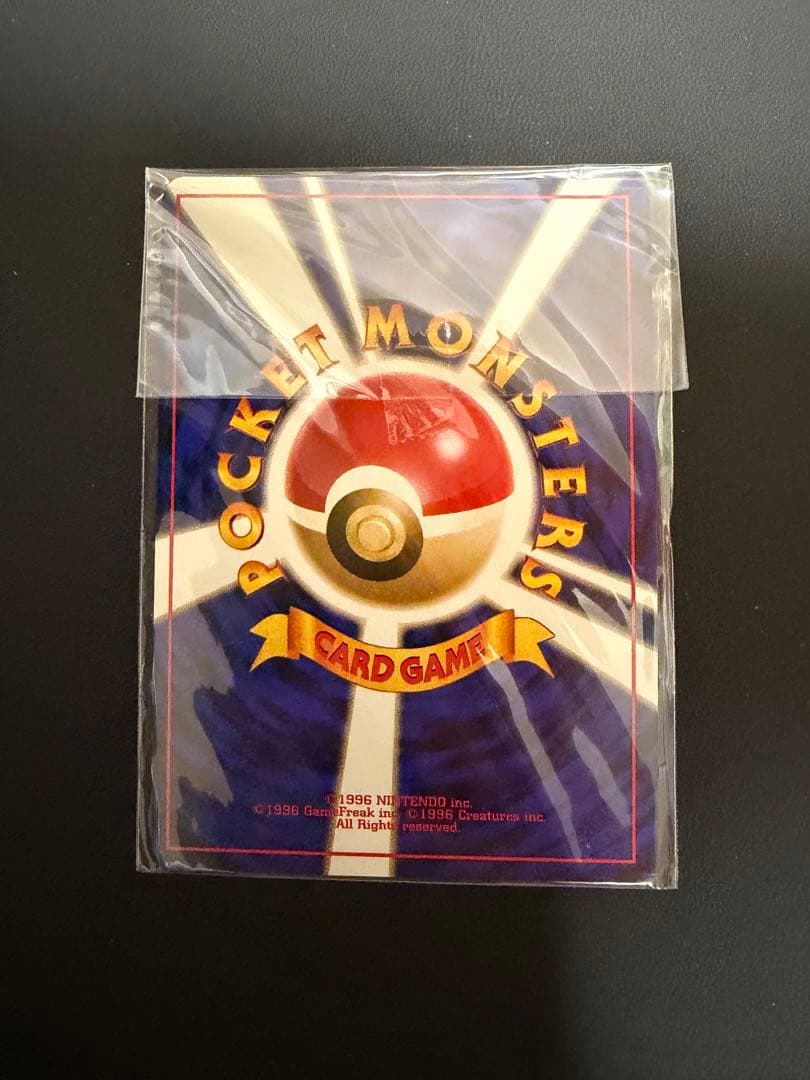 POCKET MONSTERS
CARD GAME
©1996 NINTENDO inc.
©1996 GameFreak inc. ©1996 Creatures inc.
All Rights reserved.